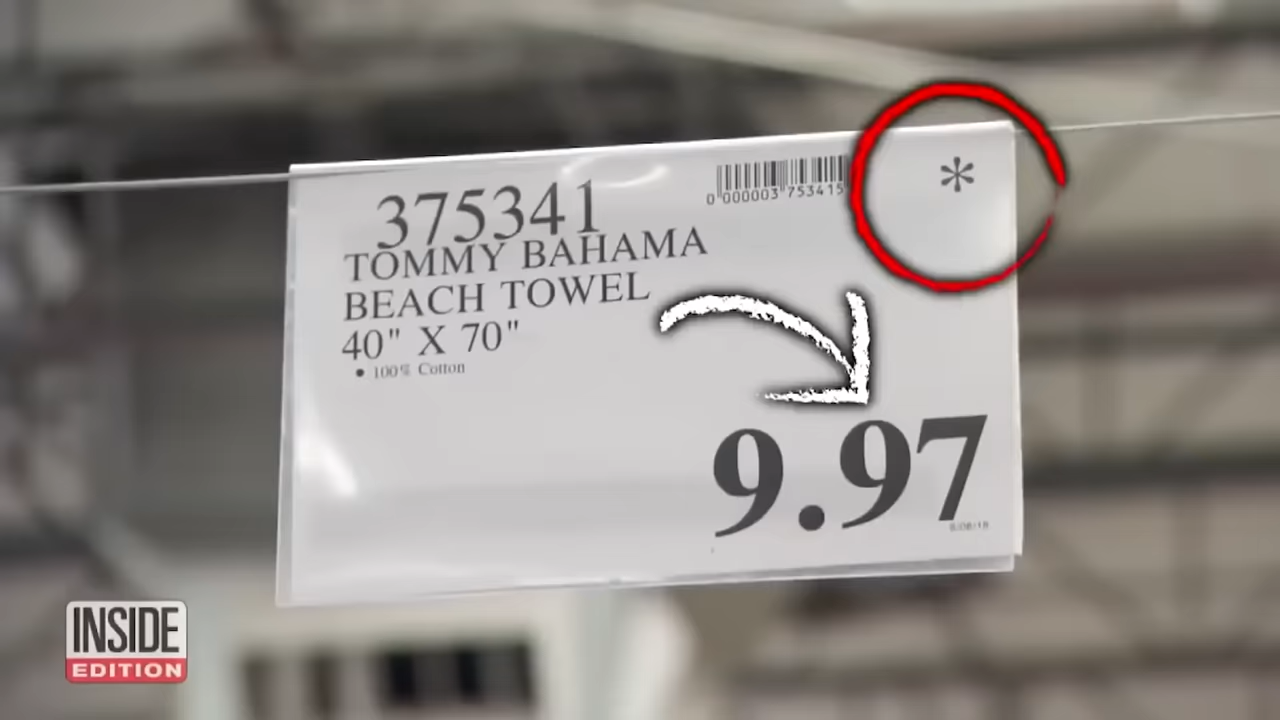 375341
0 000003 753415
*
TOMMY BAHAMA
BEACH TOWEL
40" X 70"
• 100% Cotton
9.97
INSIDE
EDITION